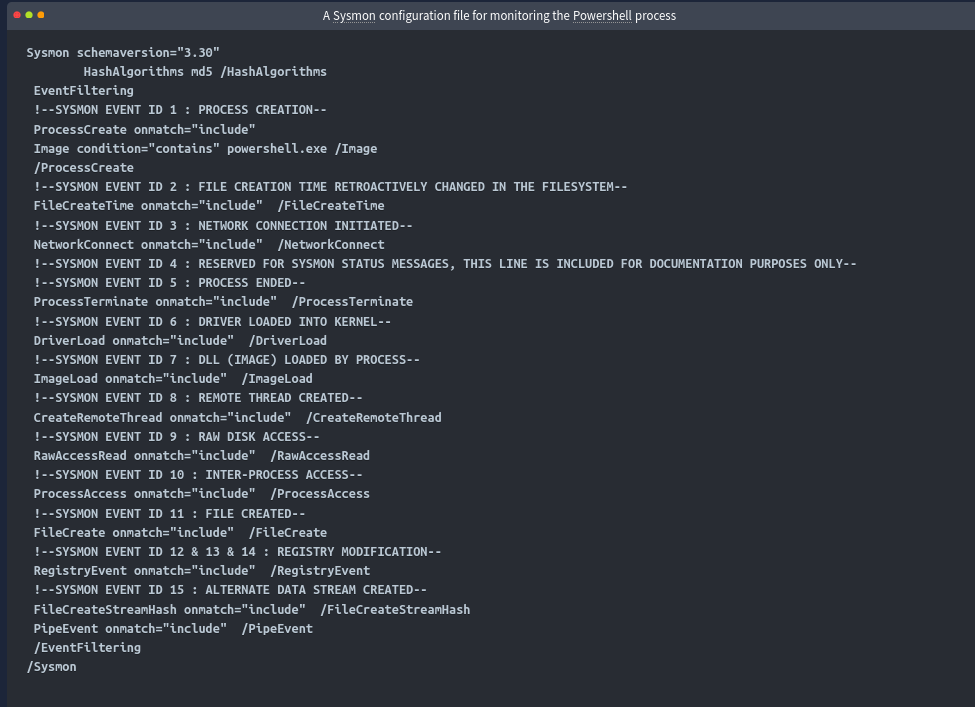 A Sysmon configuration file for monitoring the Powershell process
Sysmon schemaversion="3.30"
HashAlgorithms md5 /HashAlgorithms
EventFiltering
!--SYSMON EVENT ID 1 : PROCESS CREATION--
ProcessCreate onmatch="include"
Image condition="contains" powershell.exe /Image
/ProcessCreate
!--SYSMON EVENT ID 2 : FILE CREATION TIME RETROACTIVELY CHANGED IN THE FILESYSTEM--
FileCreateTime onmatch="include"  /FileCreateTime
!--SYSMON EVENT ID 3 : NETWORK CONNECTION INITIATED--
NetworkConnect onmatch="include"  /NetworkConnect
!--SYSMON EVENT ID 4 : RESERVED FOR SYSMON STATUS MESSAGES, THIS LINE IS INCLUDED FOR DOCUMENTATION PURPOSES ONLY--
!--SYSMON EVENT ID 5 : PROCESS ENDED--
ProcessTerminate onmatch="include"  /ProcessTerminate
!--SYSMON EVENT ID 6 : DRIVER LOADED INTO KERNEL--
DriverLoad onmatch="include"  /DriverLoad
!--SYSMON EVENT ID 7 : DLL (IMAGE) LOADED BY PROCESS--
ImageLoad onmatch="include"  /ImageLoad
!--SYSMON EVENT ID 8 : REMOTE THREAD CREATED--
CreateRemoteThread onmatch="include"  /CreateRemoteThread
!--SYSMON EVENT ID 9 : RAW DISK ACCESS--
RawAccessRead onmatch="include"  /RawAccessRead
!--SYSMON EVENT ID 10 : INTER-PROCESS ACCESS--
ProcessAccess onmatch="include"  /ProcessAccess
!--SYSMON EVENT ID 11 : FILE CREATED--
FileCreate onmatch="include"  /FileCreate
!--SYSMON EVENT ID 12 & 13 & 14 : REGISTRY MODIFICATION--
RegistryEvent onmatch="include"  /RegistryEvent
!--SYSMON EVENT ID 15 : ALTERNATE DATA STREAM CREATED--
FileCreateStreamHash onmatch="include"  /FileCreateStreamHash
PipeEvent onmatch="include"  /PipeEvent
/EventFiltering
/Sysmon